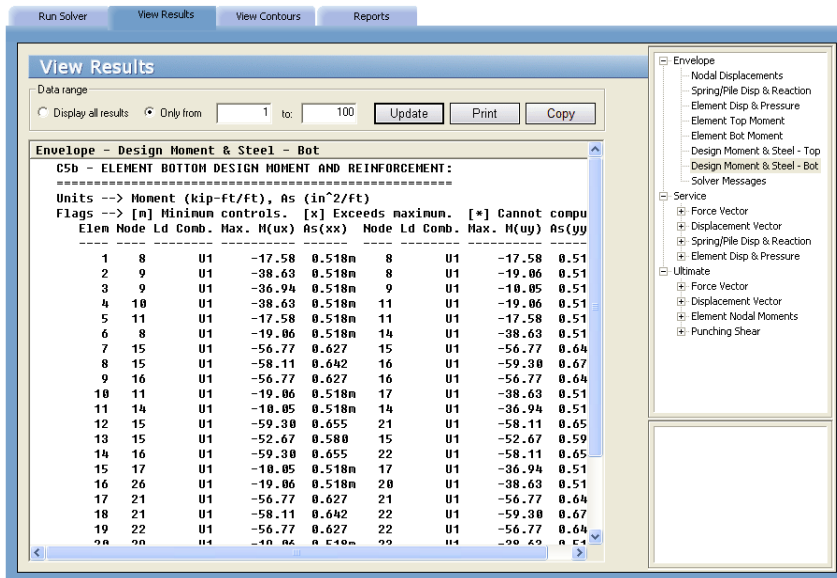 Run Solver View Results View Contours Reports
View Results
Data range
Display all results Only from 1 to: 100 Update Print Copy
Envelope - Design Moment & Steel - Bot
C5b - ELEMENT BOTTOM DESIGN MOMENT AND REINFORCEMENT:
=======================================================
Units --> Moment (kip-ft/ft), As (in^2/ft)
Flags --> [m] Minimum controls. [x] Exceeds maximum. [*] Cannot compu
Elem Node Ld Comb. Max. M(ux) As(xx) Node Ld Comb. Max. M(uy) As(yy
---- ---- -------- ---------- ------ ---- -------- ---------- -----
1 8 U1 -17.58 0.518m 8 U1 -17.58 0.51
2 9 U1 -38.63 0.518m 8 U1 -19.06 0.51
3 9 U1 -36.94 0.518m 9 U1 -10.05 0.51
4 10 U1 -38.63 0.518m 11 U1 -19.06 0.51
5 11 U1 -17.58 0.518m 11 U1 -17.58 0.51
6 8 U1 -19.06 0.518m 14 U1 -38.63 0.51
7 15 U1 -56.77 0.627 15 U1 -56.77 0.64
8 15 U1 -58.11 0.642 16 U1 -59.30 0.67
9 16 U1 -56.77 0.627 16 U1 -56.77 0.64
10 11 U1 -19.06 0.518m 17 U1 -38.63 0.51
11 14 U1 -10.05 0.518m 14 U1 -36.94 0.51
12 15 U1 -59.30 0.655 21 U1 -58.11 0.65
13 15 U1 -52.67 0.580 15 U1 -52.67 0.59
14 16 U1 -59.30 0.655 22 U1 -58.11 0.65
15 17 U1 -10.05 0.518m 17 U1 -36.94 0.51
16 26 U1 -19.06 0.518m 20 U1 -38.63 0.51
17 21 U1 -56.77 0.627 21 U1 -56.77 0.64
18 21 U1 -58.11 0.642 22 U1 -59.30 0.67
19 22 U1 -56.77 0.627 22 U1 -56.77 0.64
Envelope
Nodal Displacements
Spring/Pile Disp & Reaction
Element Disp & Pressure
Element Top Moment
Element Bot Moment
Design Moment & Steel - Top
Design Moment & Steel - Bot
Solver Messages
Service
Force Vector
Displacement Vector
Spring/Pile Disp & Reaction
Element Disp & Pressure
Ultimate
Force Vector
Displacement Vector
Element Nodal Moments
Punching Shear